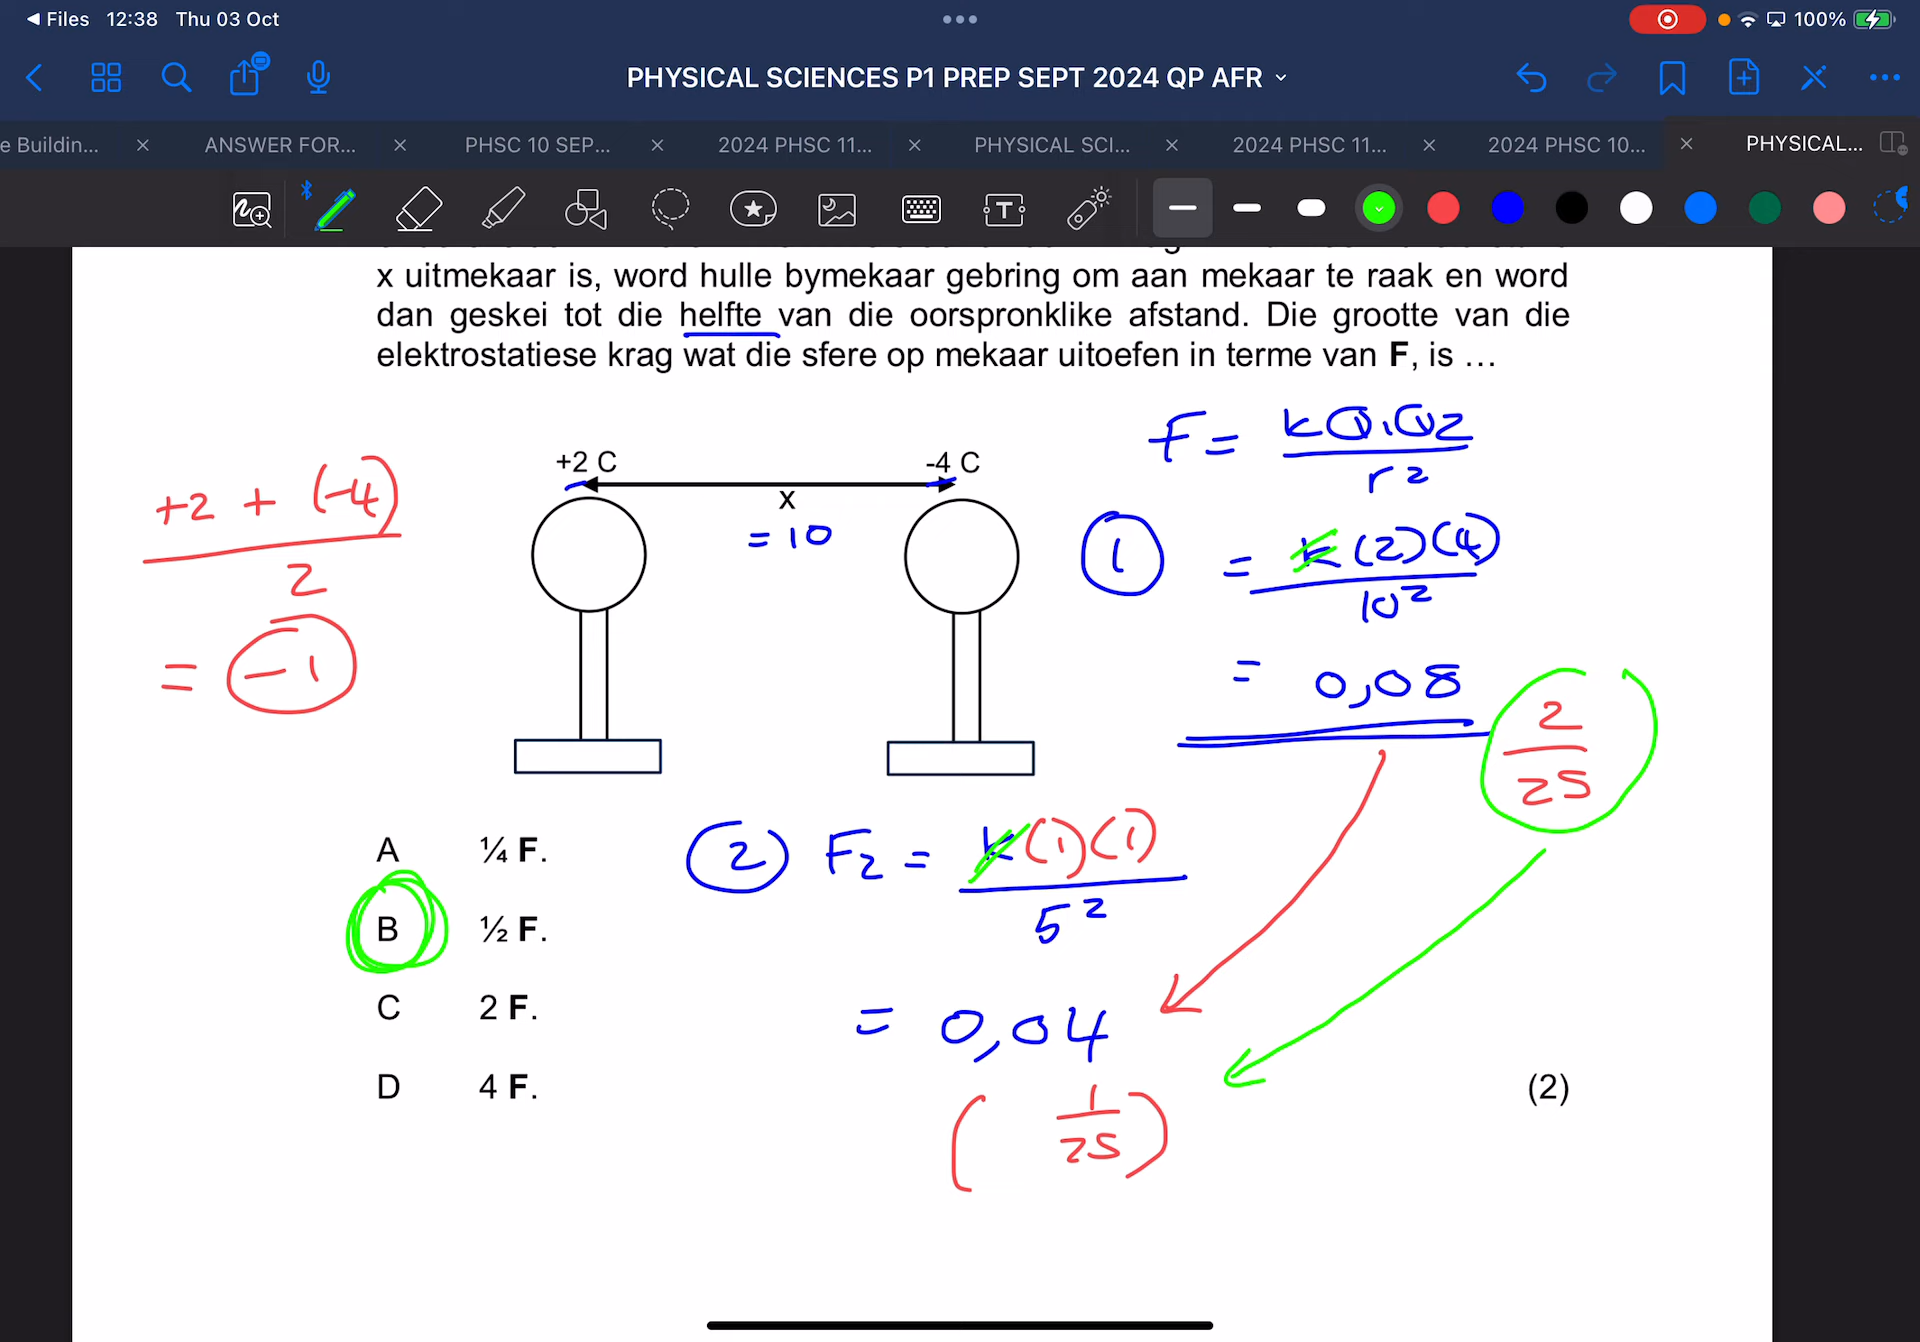 Files 12:38 Thu 03 Oct
100%
PHYSICAL SCIENCES P1 PREP SEPT 2024 QP AFR
e Buildin... ANSWER FOR... PHSC 10 SEP... 2024 PHSC 11... PHYSICAL SCI... 2024 PHSC 11... 2024 PHSC 10... PHYSICAL...
x uitmekaar is, word hulle bymekaar gebring om aan mekaar te raak en word
dan geskei tot die helfte van die oorspronklike afstand. Die grootte van die
elektrostatiese krag wat die sfere op mekaar uitoefen in terme van F, is ...
F = kQ1Q2
r²
+2 C -4 C
x
= 10
+2 + (-4)
2
= -1
1 = k(2)(4)
10²
= 0,08
2
25
A ¼ F.
B ½ F.
C 2 F.
D 4 F.
2 F2 = k(1)(1)
5²
= 0,04
( 1
25 )
(2)